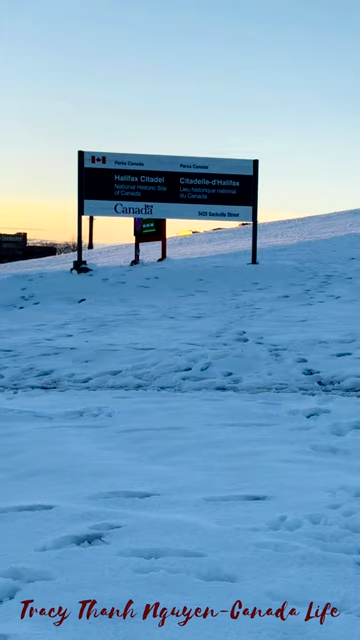 Parks Canada Parcs Canada
Halifax Citadel Citadelle-d'Halifax
National Historic Site Lieu historique national
of Canada du Canada
Canada 5425 Sackville Street
Tracy Thanh Nguyen-Canada Life